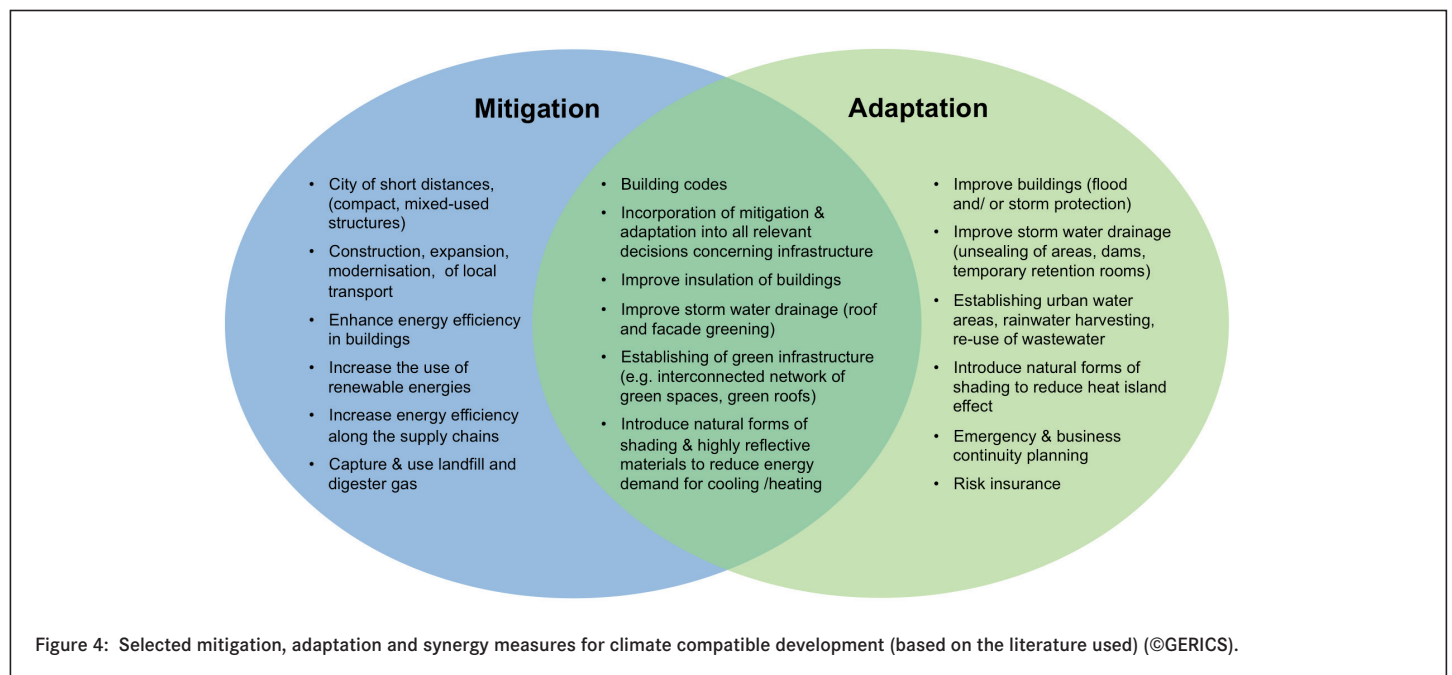 Mitigation
• City of short distances,
(compact, mixed-used
structures)
• Construction, expansion,
modernisation, of local
transport
• Enhance energy efficiency
in buildings
• Increase the use of
renewable energies
• Increase energy efficiency
along the supply chains
• Capture & use landfill and
digester gas
• Building codes
• Incorporation of mitigation &
adaptation into all relevant
decisions concerning infrastructure
• Improve insulation of buildings
• Improve storm water drainage (roof
and facade greening)
• Establishing of green infrastructure
(e.g. interconnected network of
green spaces, green roofs)
• Introduce natural forms of
shading & highly reflective
materials to reduce energy
demand for cooling /heating
Adaptation
• Improve buildings (flood
and/ or storm protection)
• Improve storm water drainage
(unsealing of areas, dams,
temporary retention rooms)
• Establishing urban water
areas, rainwater harvesting,
re-use of wastewater
• Introduce natural forms of
shading to reduce heat island
effect
• Emergency & business
continuity planning
• Risk insurance
Figure 4: Selected mitigation, adaptation and synergy measures for climate compatible development (based on the literature used) (©GERICS).